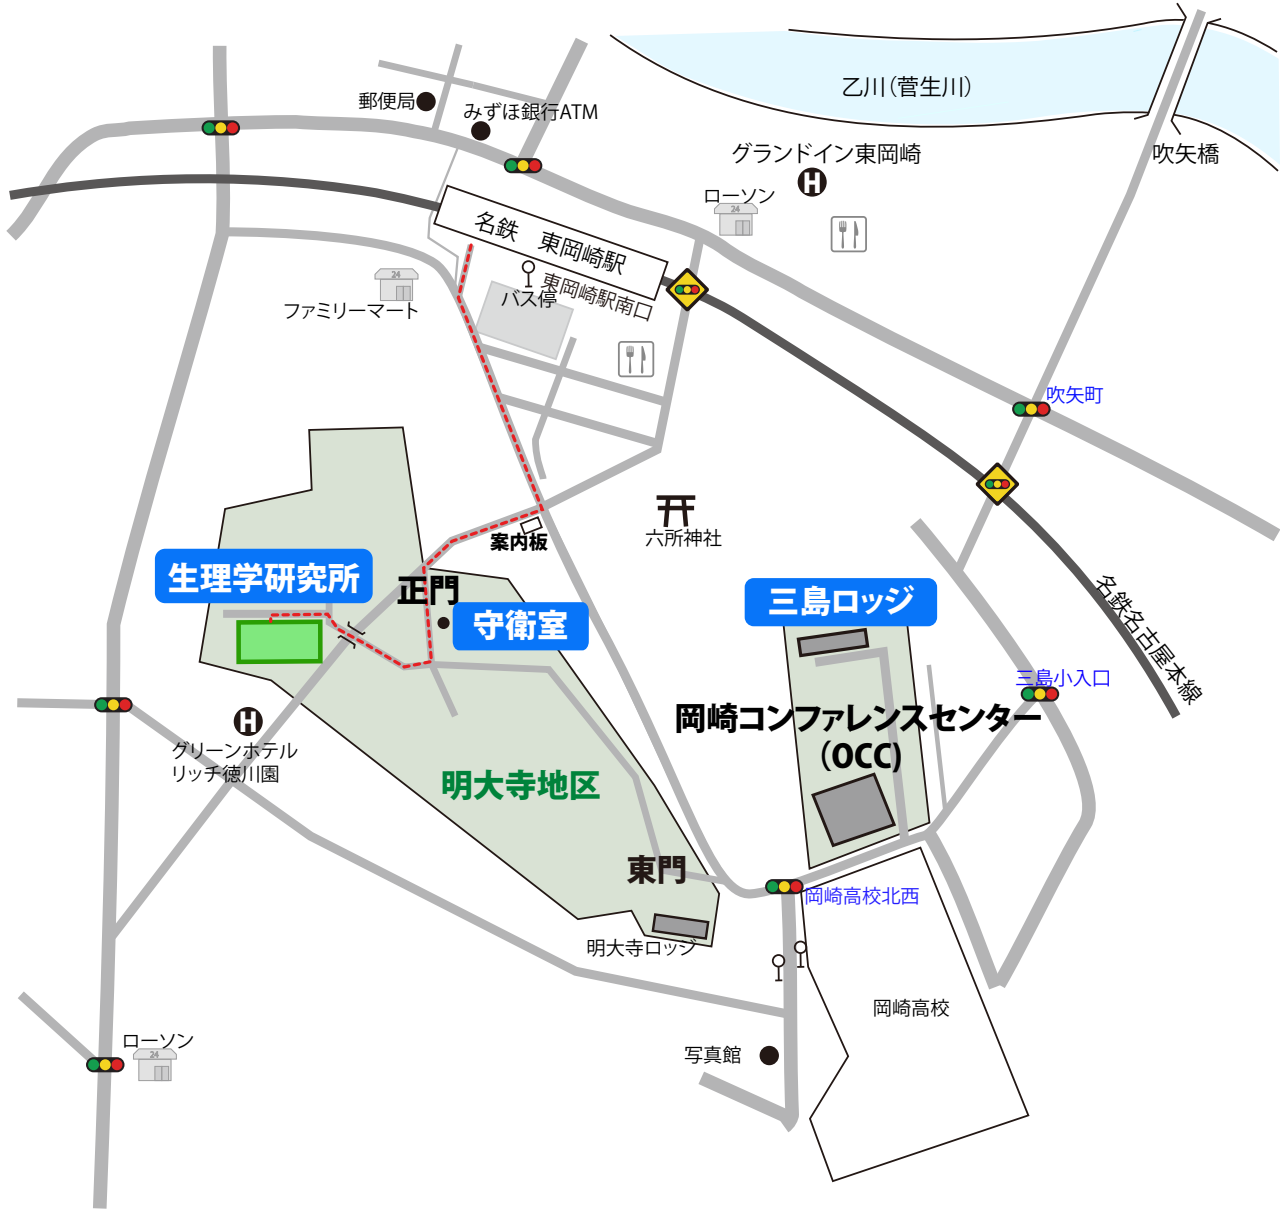 乙川（菅生川）
郵便局
みずほ銀行ATM
グランドイン東岡崎
吹矢橋
ローソン
24
名鉄　東岡崎駅
24
ファミリーマート
バス停
東岡崎駅南口
吹矢町
案内板
六所神社
生理学研究所
正門
守衛室
三島ロッジ
名鉄名古屋本線
三島小入口
岡崎コンファレンスセンター
（OCC）
H
グリーンホテル
リッチ徳川園
明大寺地区
東門
岡崎高校北西
明大寺ロッジ
岡崎高校
ローソン
24
写真館
H